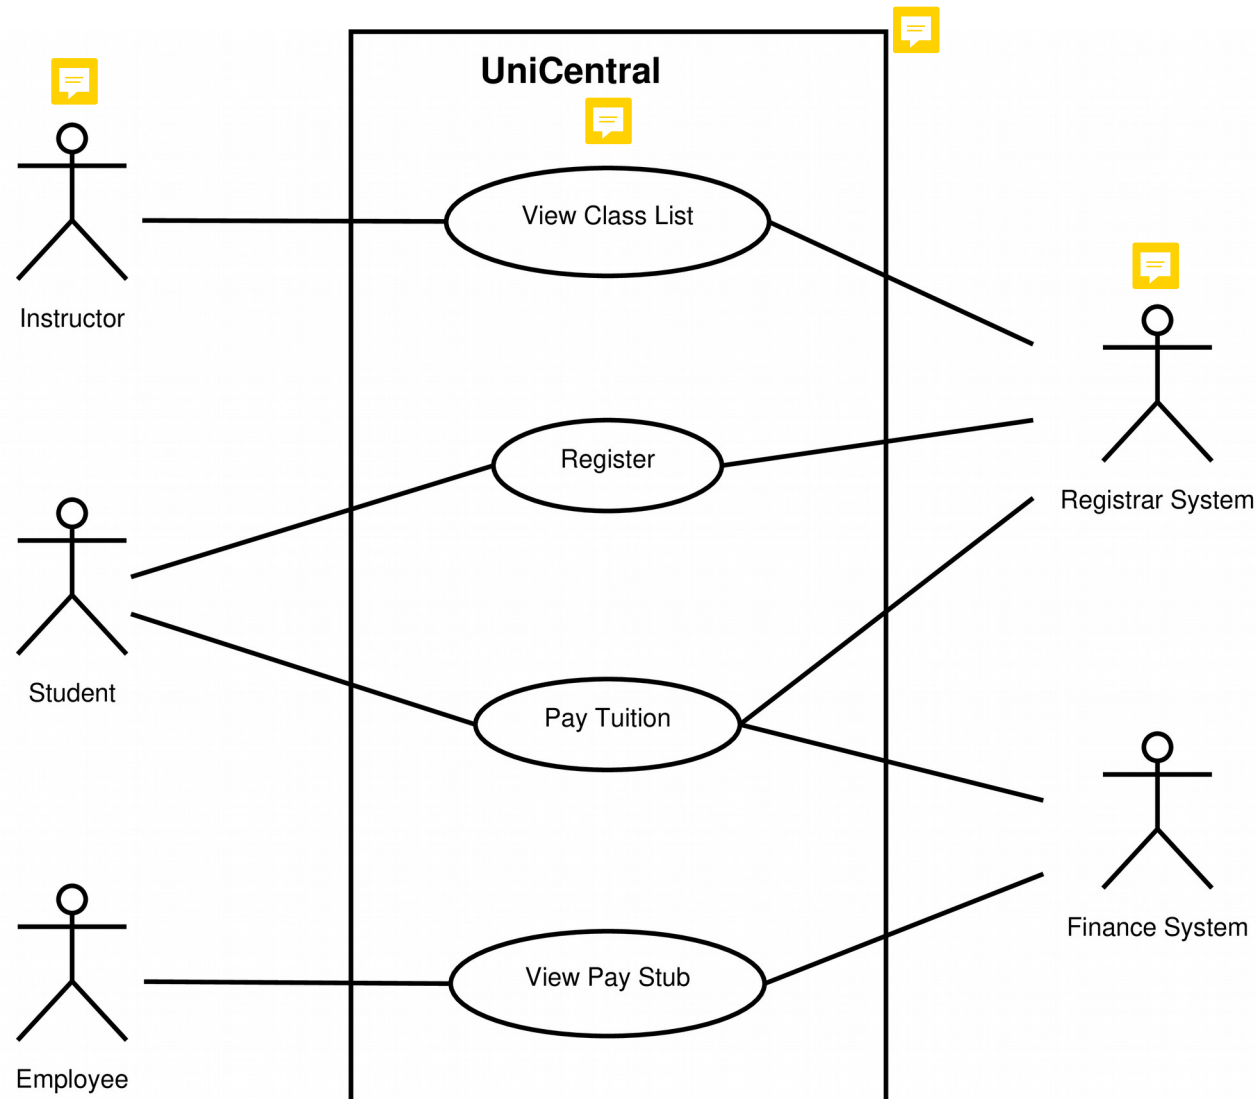 UniCentral
View Class List
Instructor
Register
Registrar System
Student
Pay Tuition
Finance System
View Pay Stub
Employee